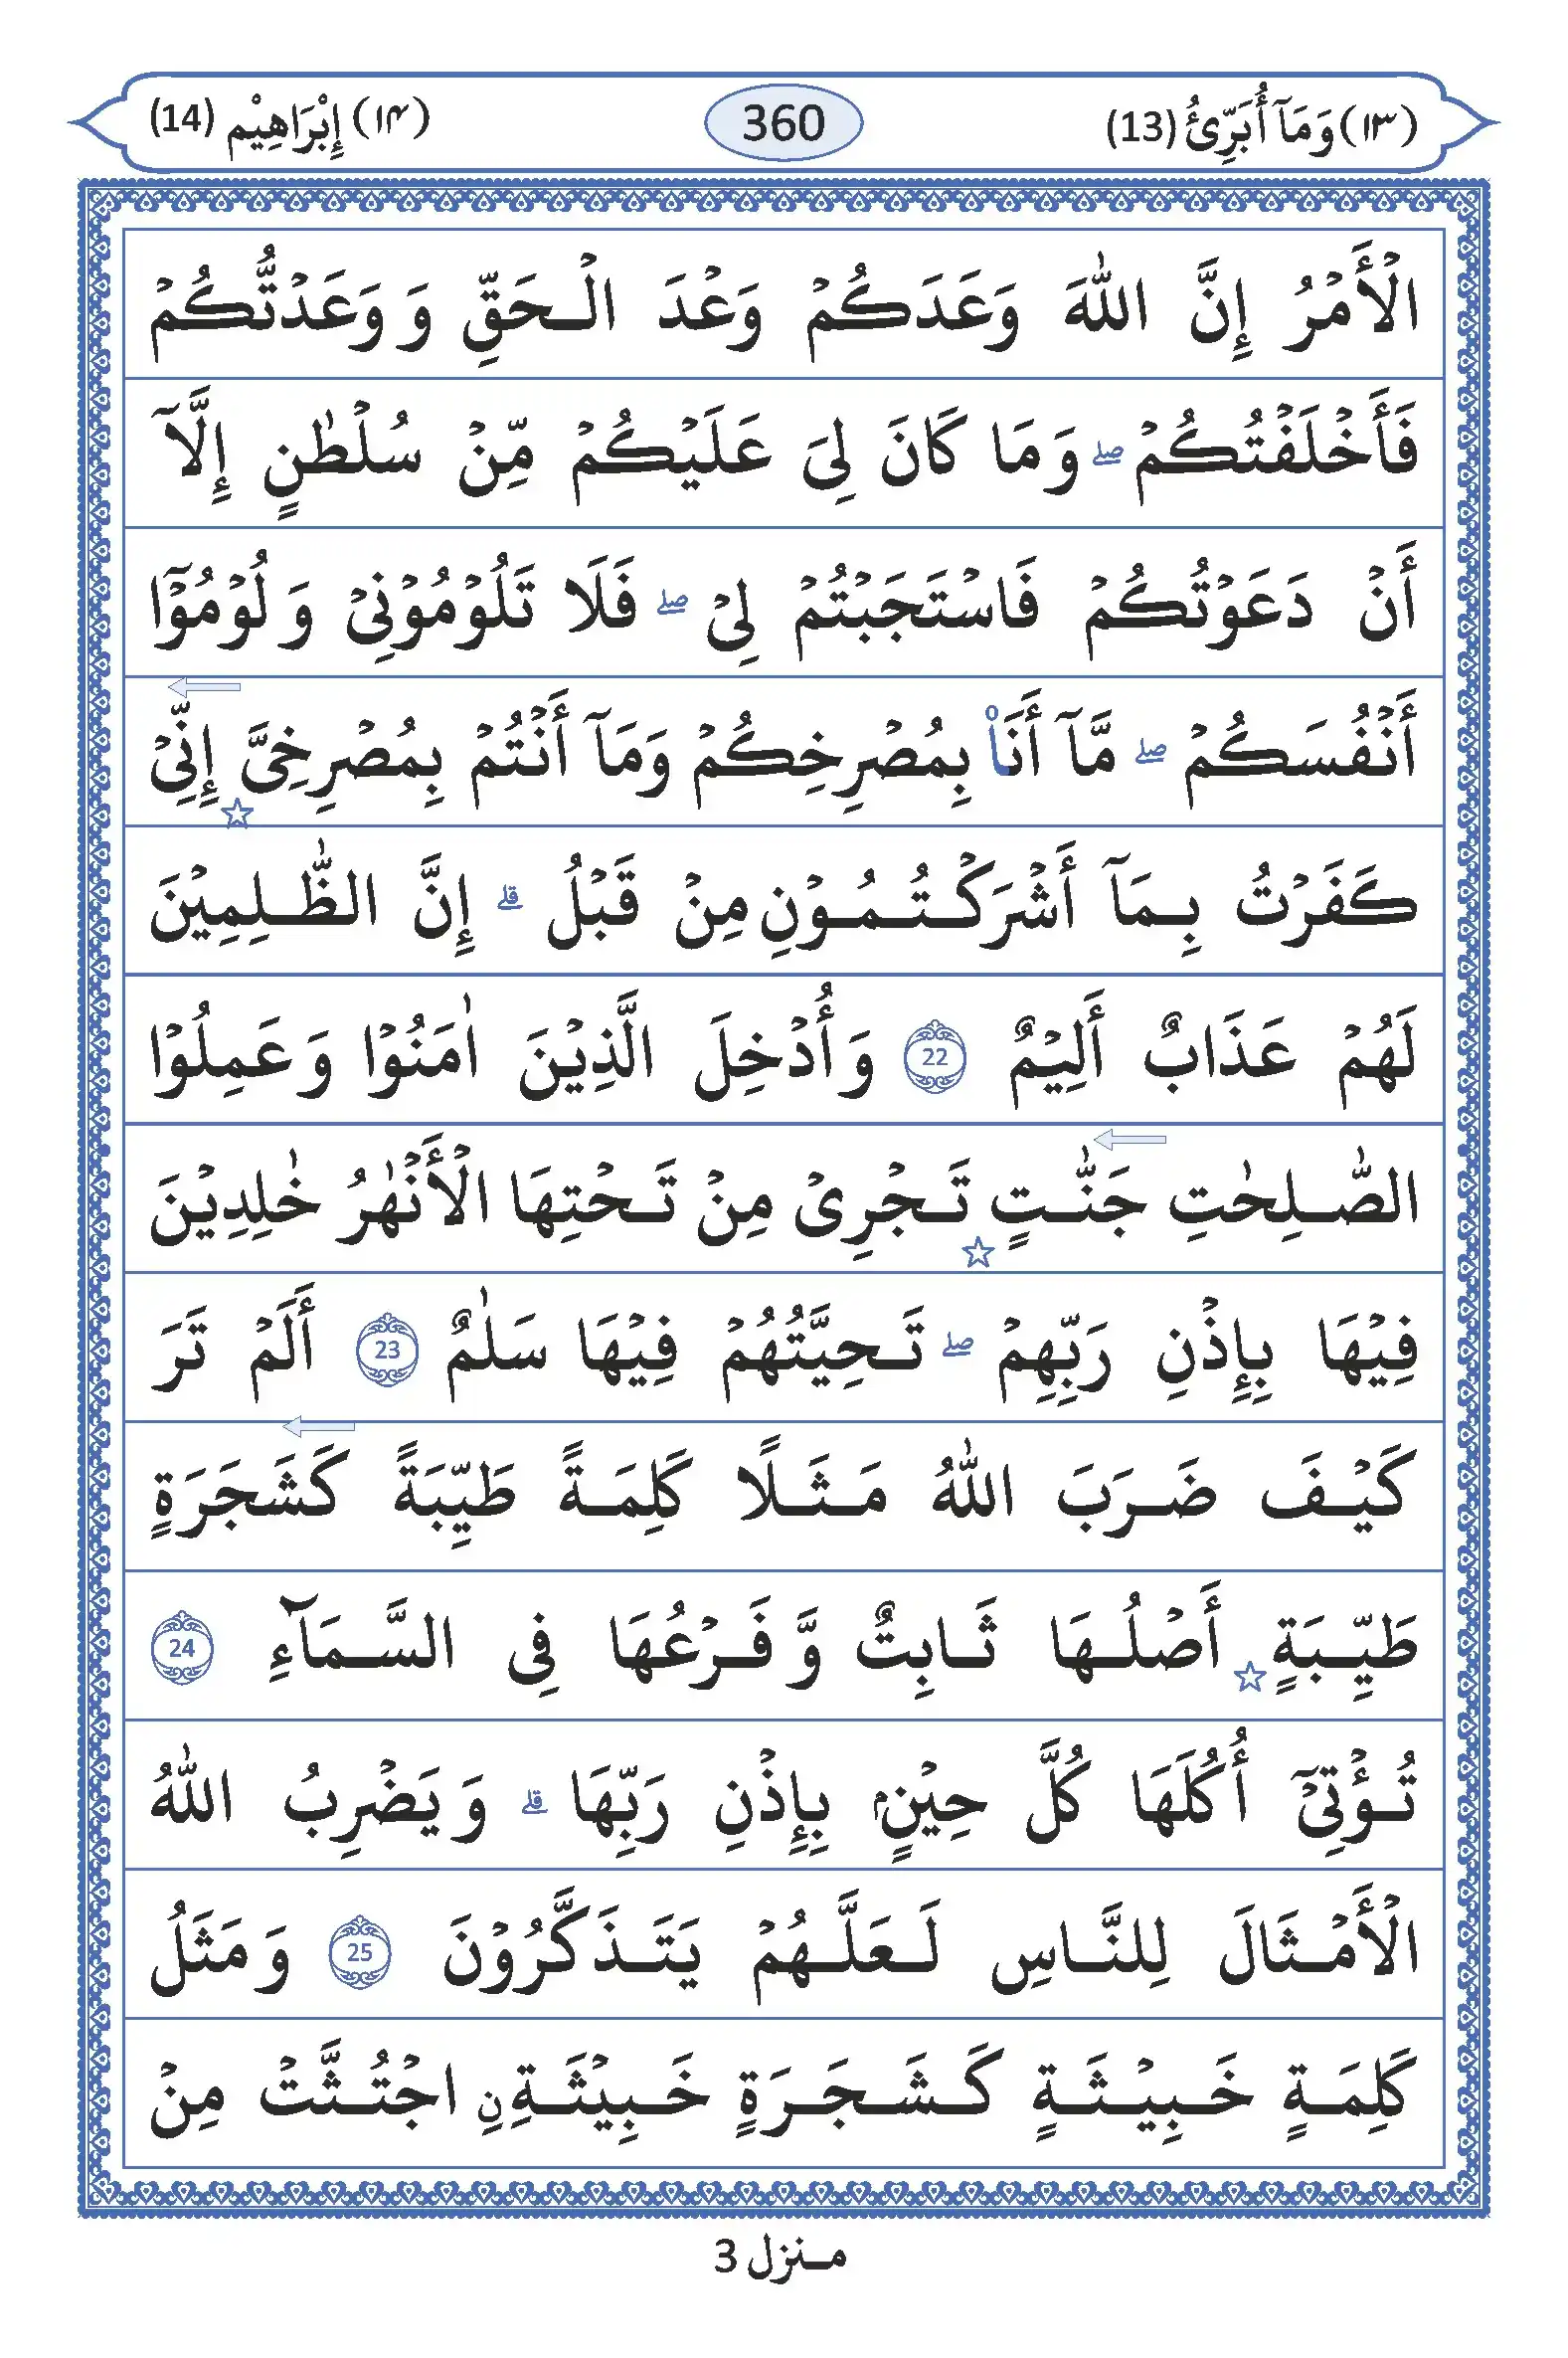 (١٣) وَمَآ أُبَرِّئُ (13) 360 (١٤) إِبْرَاهِيْم (14)
الْأَمْرُ إِنَّ اللّٰهَ وَعَدَكُمْ وَعْدَ الْحَقِّ وَ وَعَدْتُّكُمْ
فَأَخْلَفْتُكُمْ ۖ وَ مَا كَانَ لِىَ عَلَيْكُمْ مِّنْ سُلْطٰنٍ إِلَّآ
أَنْ دَعَوْتُكُمْ فَاسْتَجَبْتُمْ لِىْ ۖ فَلَا تَلُوْمُوْنِىْ وَ لُوْمُوْٓا
أَنْفُسَكُمْ ۖ مَّآ أَنَا۠ بِمُصْرِخِكُمْ وَمَآ أَنْتُمْ بِمُصْرِخِىَّ ☆ إِنِّىْ
كَفَرْتُ بِمَآ أَشْرَكْتُمُوْنِ مِنْ قَبْلُ ۗ إِنَّ الظّٰلِمِيْنَ
لَهُمْ عَذَابٌ أَلِيْمٌ 22 وَ أُدْخِلَ الَّذِيْنَ اٰمَنُوْا وَ عَمِلُوْا
الصّٰلِحٰتِ جَنّٰتٍ ☆ تَجْرِىْ مِنْ تَحْتِهَا الْأَنْهٰرُ خٰلِدِيْنَ
فِيْهَا بِإِذْنِ رَبِّهِمْ ۖ تَحِيَّتُهُمْ فِيْهَا سَلٰمٌ 23 أَلَمْ تَرَ
كَيْفَ ضَرَبَ اللّٰهُ مَثَلًا كَلِمَةً طَيِّبَةً كَشَجَرَةٍ
طَيِّبَةٍ ☆ أَصْلُهَا ثَابِتٌ وَّ فَرْعُهَا فِى السَّمَآءِ 24
تُؤْتِىْٓ أُكُلَهَا كُلَّ حِيْنٍۭ بِإِذْنِ رَبِّهَا ۗ وَ يَضْرِبُ اللّٰهُ
الْأَمْثَالَ لِلنَّاسِ لَعَلَّهُمْ يَتَذَكَّرُوْنَ 25 وَ مَثَلُ
كَلِمَةٍ خَبِيْثَةٍ كَشَجَرَةٍ خَبِيْثَةِ نِ اجْتُثَّتْ مِنْ
منزل 3